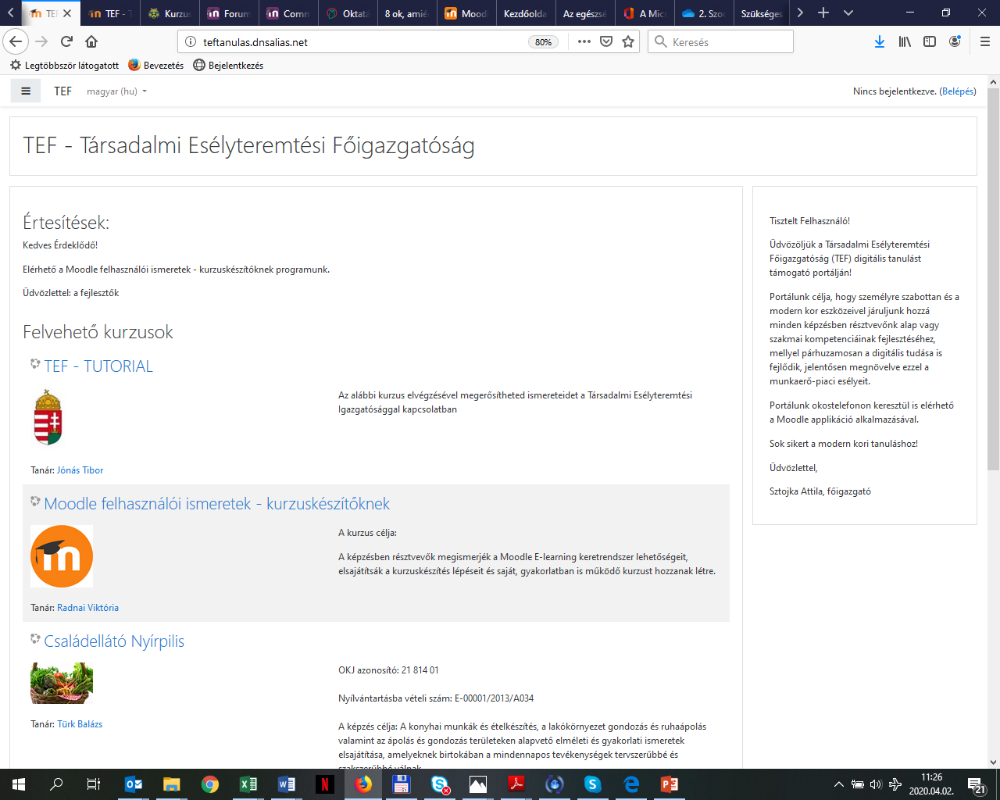 TEF
TEF - T
Kurzus
Forum
Comm
Oktatá
8 ok, amié
Moodl
Kezdőolda
Az egészsé
A Micr
2. Szoc
Szükséges
teftanulas.dnsalias.net
80%
Keresés
Legtöbbször látogatott
Bevezetés
Bejelentkezés
TEF
magyar (hu)
Nincs bejelentkezve. (Belépés)
TEF - Társadalmi Esélyteremtési Főigazgatóság
Értesítések:
Kedves Érdeklődő!
Elérhető a Moodle felhasználói ismeretek - kurzuskészítőknek programunk.
Üdvözlettel: a fejlesztők
Felvehető kurzusok
TEF - TUTORIAL
Az alábbi kurzus elvégzésével megerősítheted ismereteidet a Társadalmi Esélyteremtési
Igazgatósággal kapcsolatban
Tanár: Jónás Tibor
Moodle felhasználói ismeretek - kurzuskészítőknek
A kurzus célja:
A képzésben résztvevők megismerjék a Moodle E-learning keretrendszer lehetőségeit,
elsajátítsák a kurzuskészítés lépéseit és saját, gyakorlatban is működő kurzust hozzanak létre.
Tanár: Radnai Viktória
Családellátó Nyírpilis
OKJ azonosító: 21 814 01
Nyílvántartásba vételi szám: E-00001/2013/A034
Tanár: Türk Balázs
A képzés célja: A konyhai munkák és ételkészítés, a lakókörnyezet gondozás és ruhaápolás
valamint az ápolás és gondozás területeken alapvető elméleti és gyakorlati ismeretek
elsajátítása, amelyeknek birtokában a mindennapos tevékenységek tervszerűbbé és
szakszerűbbé válnak.
Tisztelt Felhasználó!
Üdvözöljük a Társadalmi Esélyteremtési
Főigazgatóság (TEF) digitális tanulást
támogató portálján!
Portálunk célja, hogy személyre szabottan és a
modern kor eszközeivel járuljunk hozzá
minden képzésben résztvevőnk alap vagy
szakmai kompetenciáinak fejlesztéséhez,
mellyel párhuzamosan a digitális tudása is
fejlődik, jelentősen megnövelve ezzel a
munkaerő-piaci esélyeit.
Portálunk okostelefonon keresztül is elérhető
a Moodle applikáció alkalmazásával.
Sok sikert a modern kori tanuláshoz!
Üdvözlettel,
Sztojka Attila, főigazgató
11:26
2020.04.02.
21